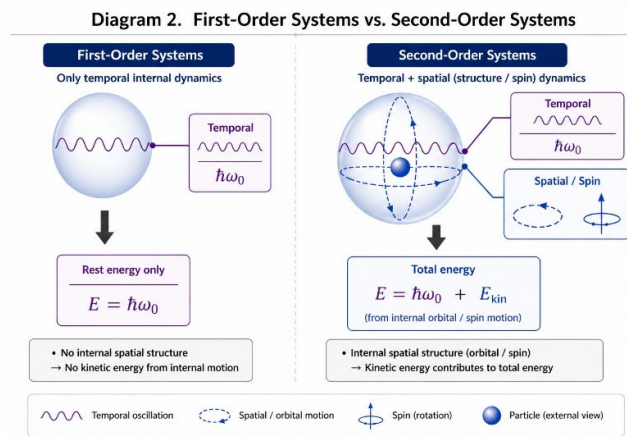 Diagram 2. First-Order Systems vs. Second-Order Systems
First-Order Systems
Only temporal internal dynamics
Temporal
ħω₀
Rest energy only
E = ħω₀
• No internal spatial structure
→ No kinetic energy from internal motion
Second-Order Systems
Temporal + spatial (structure / spin) dynamics
Temporal
ħω₀
Spatial / Spin
Total energy
E = ħω₀ + Eₖᵢₙ
(from internal orbital / spin motion)
• Internal spatial structure (orbital / spin)
→ Kinetic energy contributes to total energy
Temporal oscillation
Spatial / orbital motion
Spin (rotation)
Particle (external view)